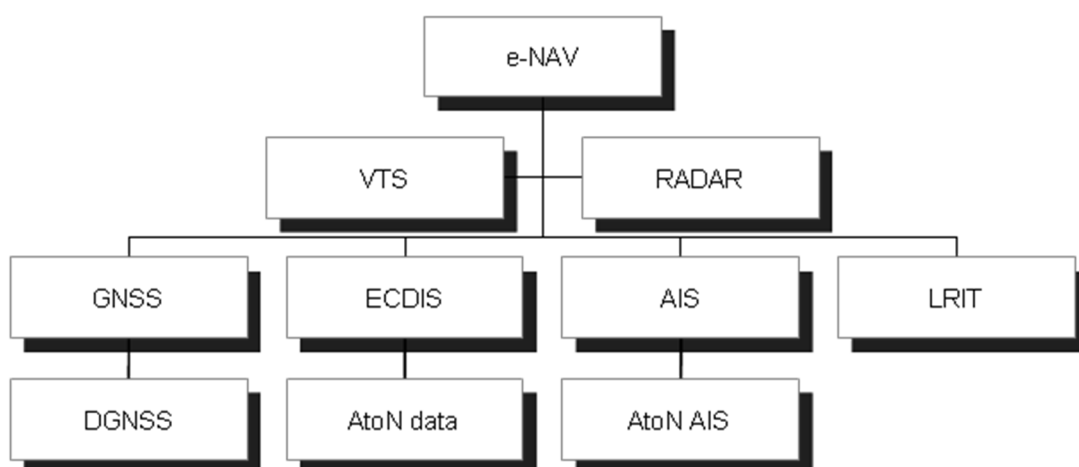 e-NAV
VTS
RADAR
GNSS
ECDIS
AIS
LRIT
DGNSS
AtoN data
AtoN AIS